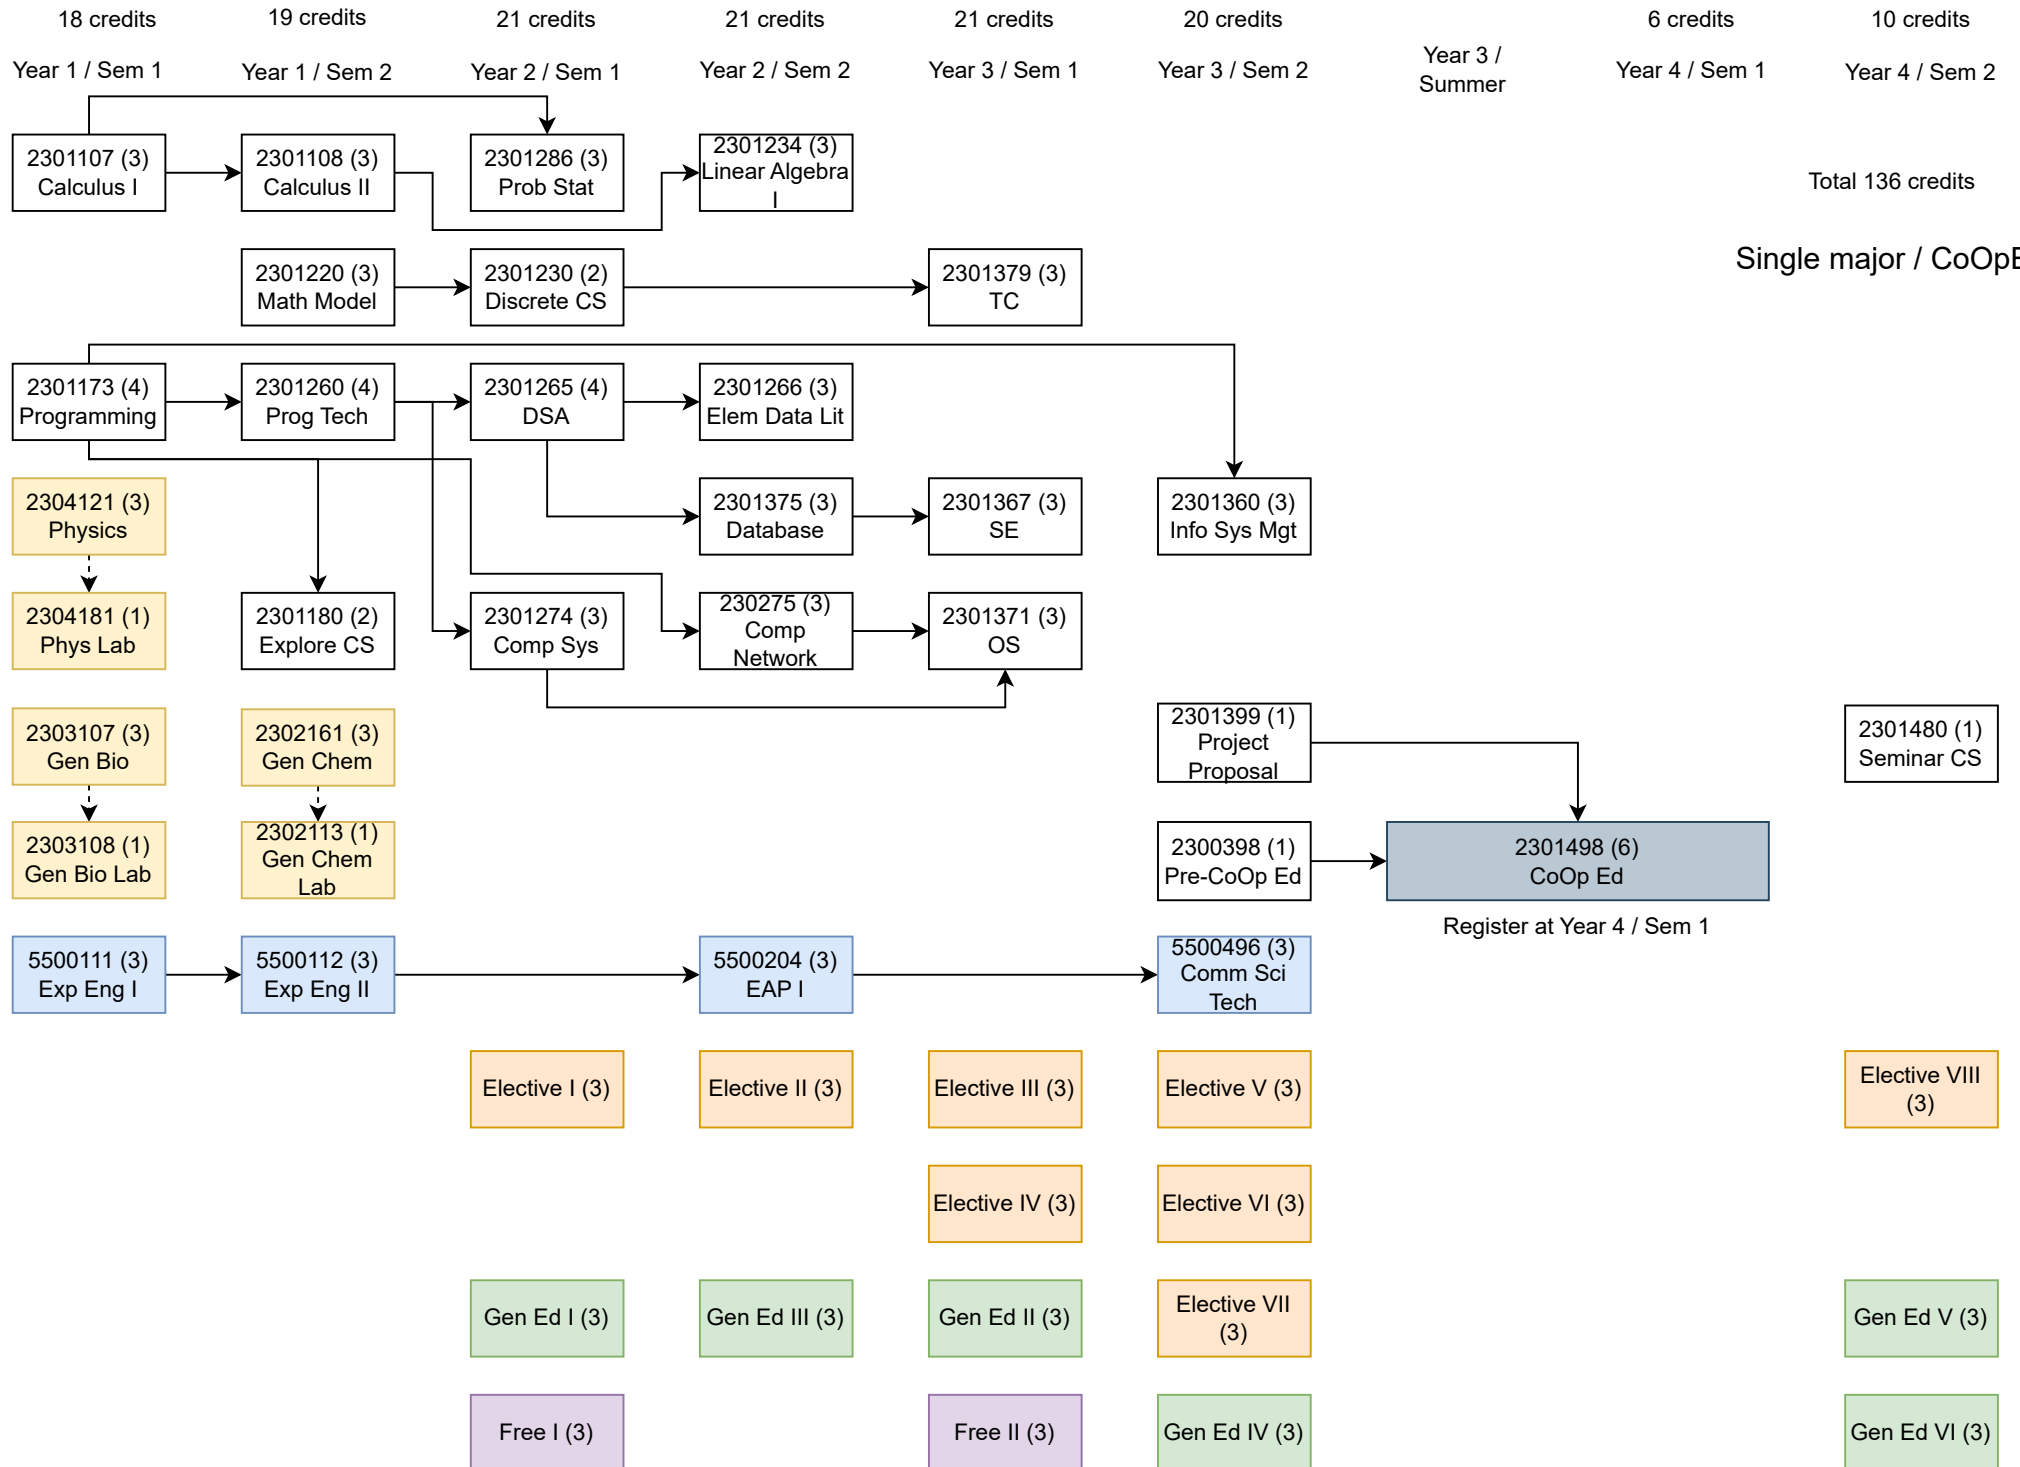 18 credits
19 credits
21 credits
21 credits
21 credits
20 credits
6 credits
10 credits
Year 1 / Sem 1
Year 1 / Sem 2
Year 2 / Sem 1
Year 2 / Sem 2
Year 3 / Sem 1
Year 3 / Sem 2
Year 3 /
Summer
Year 4 / Sem 1
Year 4 / Sem 2
2301107 (3)
Calculus I
2301108 (3)
Calculus II
2301286 (3)
Prob Stat
2301234 (3)
Linear Algebra
I
Total 136 credits
2301220 (3)
Math Model
2301230 (2)
Discrete CS
2301379 (3)
TC
Single major / CoOpE
2301173 (4)
Programming
2301260 (4)
Prog Tech
2301265 (4)
DSA
2301266 (3)
Elem Data Lit
2304121 (3)
Physics
2301375 (3)
Database
2301367 (3)
SE
2301360 (3)
Info Sys Mgt
2304181 (1)
Phys Lab
2301180 (2)
Explore CS
2301274 (3)
Comp Sys
230275 (3)
Comp
Network
2301371 (3)
OS
2303107 (3)
Gen Bio
2302161 (3)
Gen Chem
2301399 (1)
Project
Proposal
2301480 (1)
Seminar CS
2303108 (1)
Gen Bio Lab
2302113 (1)
Gen Chem
Lab
2300398 (1)
Pre-CoOp Ed
2301498 (6)
CoOp Ed
Register at Year 4 / Sem 1
5500111 (3)
Exp Eng I
5500112 (3)
Exp Eng II
5500204 (3)
EAP I
5500496 (3)
Comm Sci
Tech
Elective I (3)
Elective II (3)
Elective III (3)
Elective V (3)
Elective VIII
(3)
Elective IV (3)
Elective VI (3)
Gen Ed I (3)
Gen Ed III (3)
Gen Ed II (3)
Elective VII
(3)
Gen Ed V (3)
Free I (3)
Free II (3)
Gen Ed IV (3)
Gen Ed VI (3)